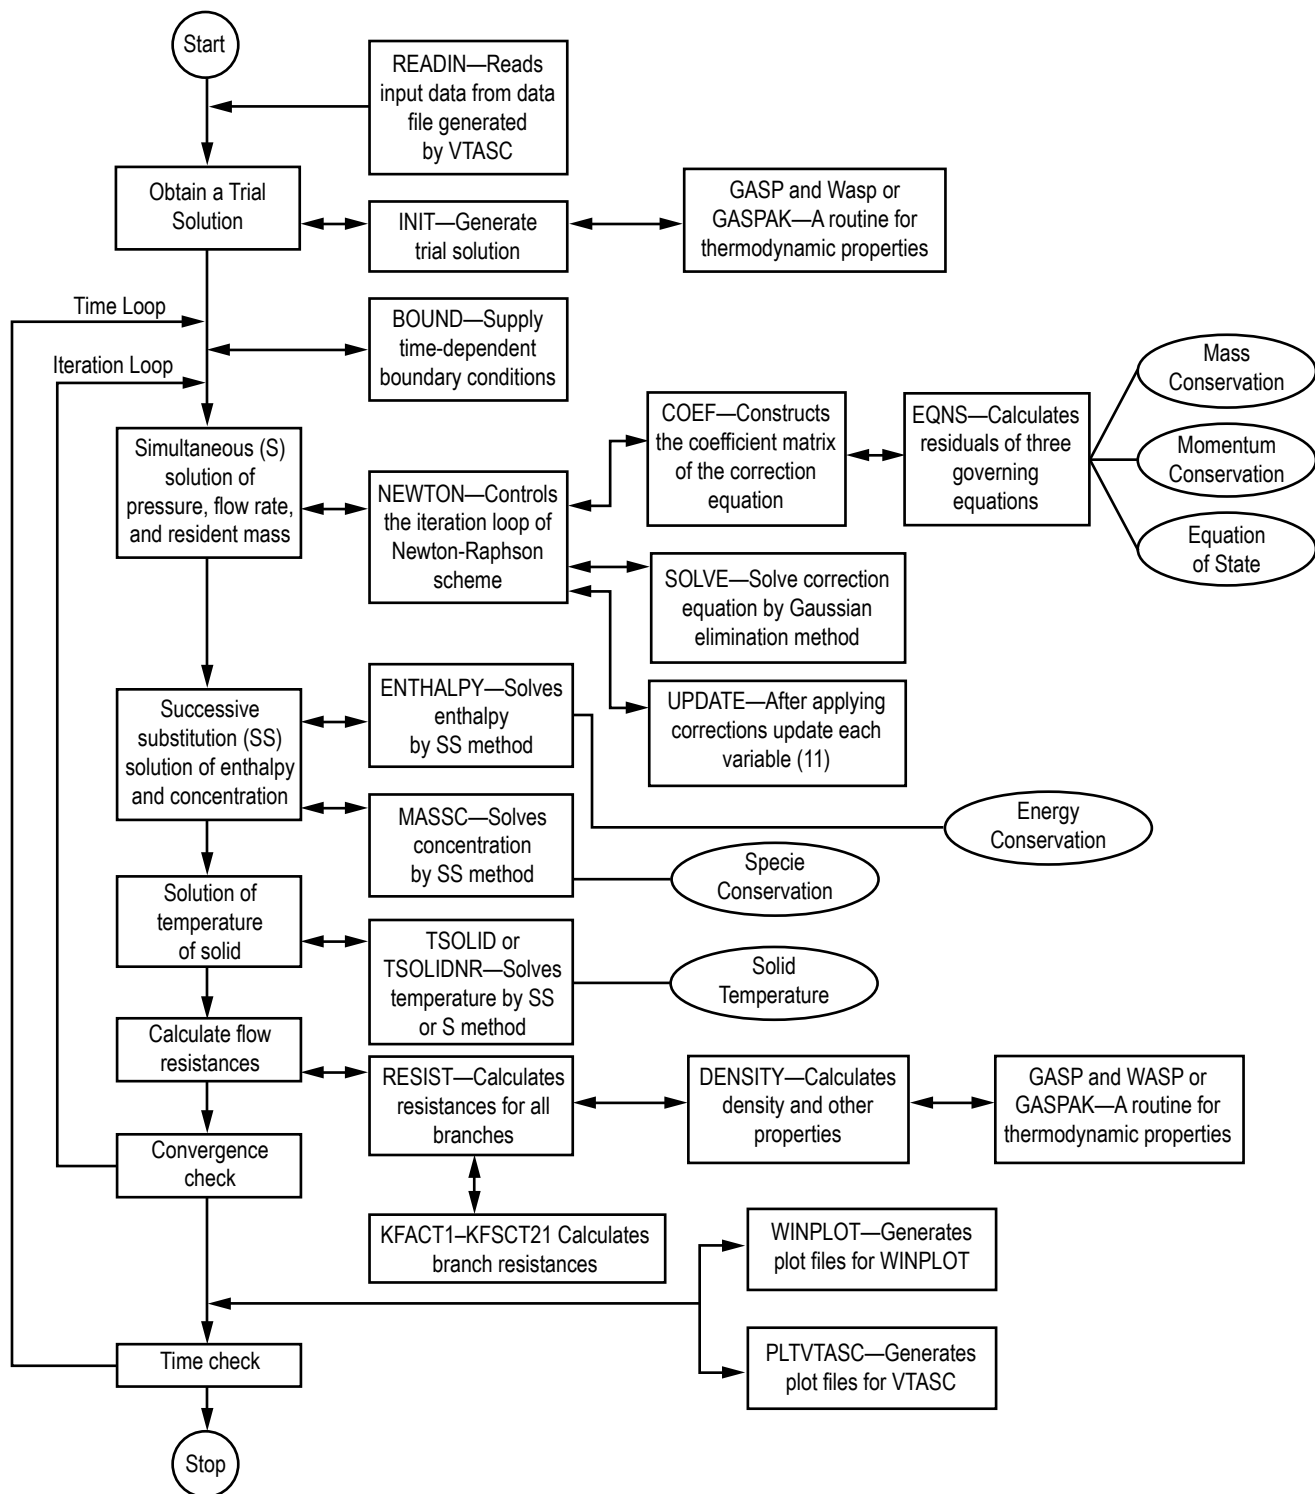 Start
READIN—Reads
input data from data
file generated
by VTASC
Obtain a Trial
Solution
INIT—Generate
trial solution
GASP and Wasp or
GASPAK—A routine for
thermodynamic properties
Time Loop
BOUND—Supply
time-dependent
boundary conditions
Iteration Loop
Simultaneous (S)
solution of
pressure, flow rate,
and resident mass
NEWTON—Controls
the iteration loop of
Newton-Raphson
scheme
COEF—Constructs
the coefficient matrix
of the correction
equation
EQNS—Calculates
residuals of three
governing
equations
Mass
Conservation
Momentum
Conservation
Equation
of State
SOLVE—Solve correction
equation by Gaussian
elimination method
UPDATE—After applying
corrections update each
variable (11)
Successive
substitution (SS)
solution of enthalpy
and concentration
ENTHALPY—Solves
enthalpy
by SS method
MASSC—Solves
concentration
by SS method
Energy
Conservation
Specie
Conservation
Solution of
temperature
of solid
TSOLID or
TSOLIDNR—Solves
temperature by SS
or S method
Solid
Temperature
Calculate flow
resistances
RESIST—Calculates
resistances for all
branches
DENSITY—Calculates
density and other
properties
GASP and WASP or
GASPAK—A routine for
thermodynamic properties
Convergence
check
KFACT1–KFSCT21 Calculates
branch resistances
WINPLOT—Generates
plot files for WINPLOT
PLTVTASC—Generates
plot files for VTASC
Time check
Stop